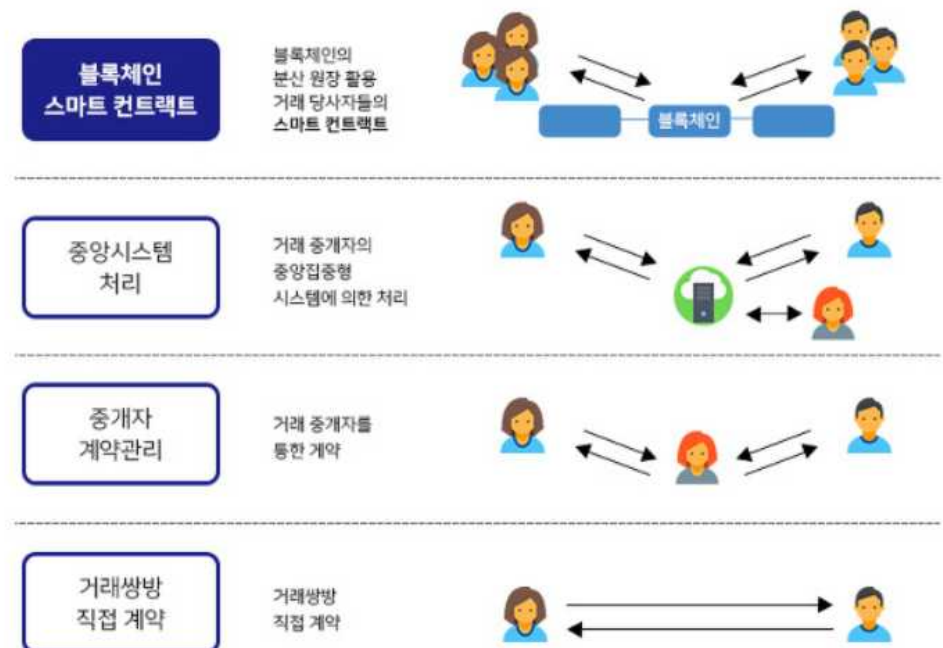 블록체인
스마트 컨트랙트
블록체인의
분산 원장 활용
거래 당사자들의
스마트 컨트랙트
블록체인
중앙시스템
처리
거래 중개자의
중앙집중형
시스템에 의한 처리
중개자
계약관리
거래 중개자를
통한 계약
거래쌍방
직접 계약
거래쌍방
직접 계약